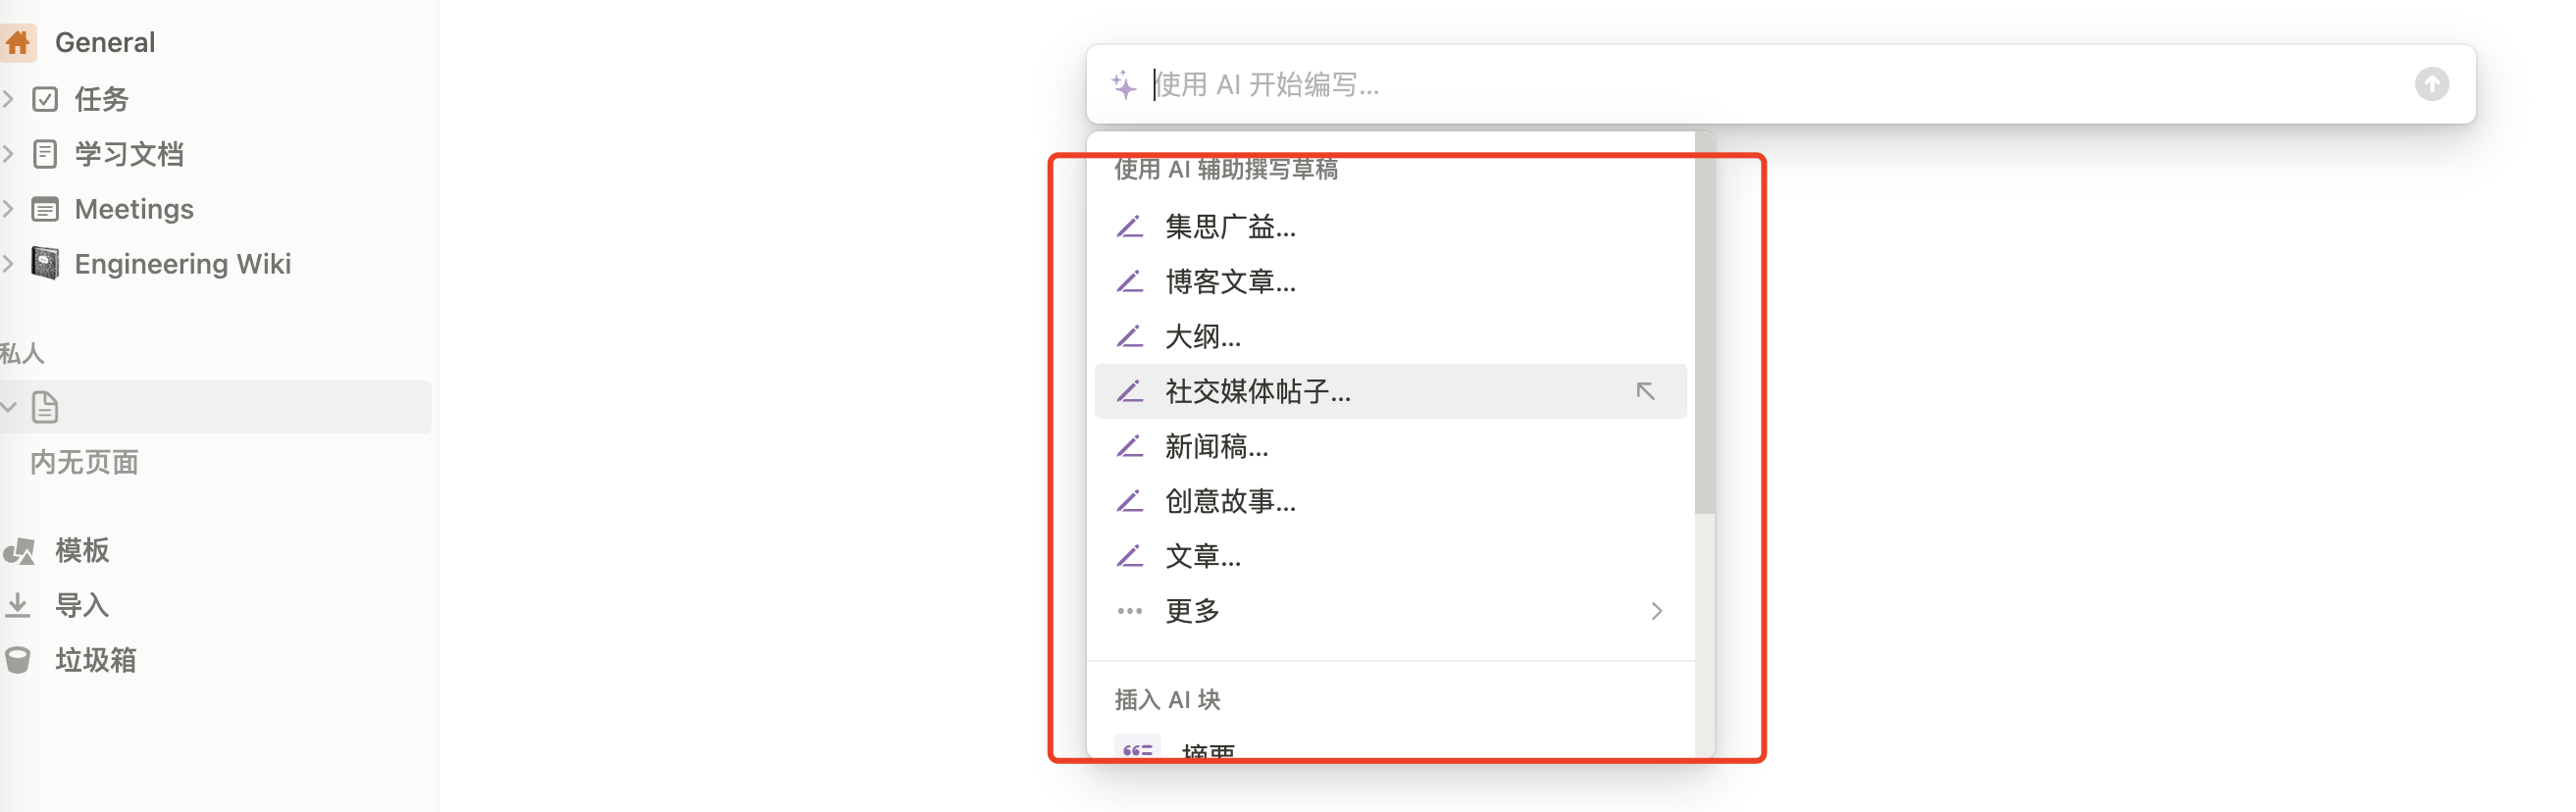 General
任务
学习文档
Meetings
Engineering Wiki
私人
内无页面
模板
导入
垃圾箱
使用 AI 开始编写...
使用 AI 辅助撰写草稿
集思广益...
博客文章...
大纲...
社交媒体帖子...
新闻稿...
创意故事...
文章...
更多
插入 AI 块
摘要